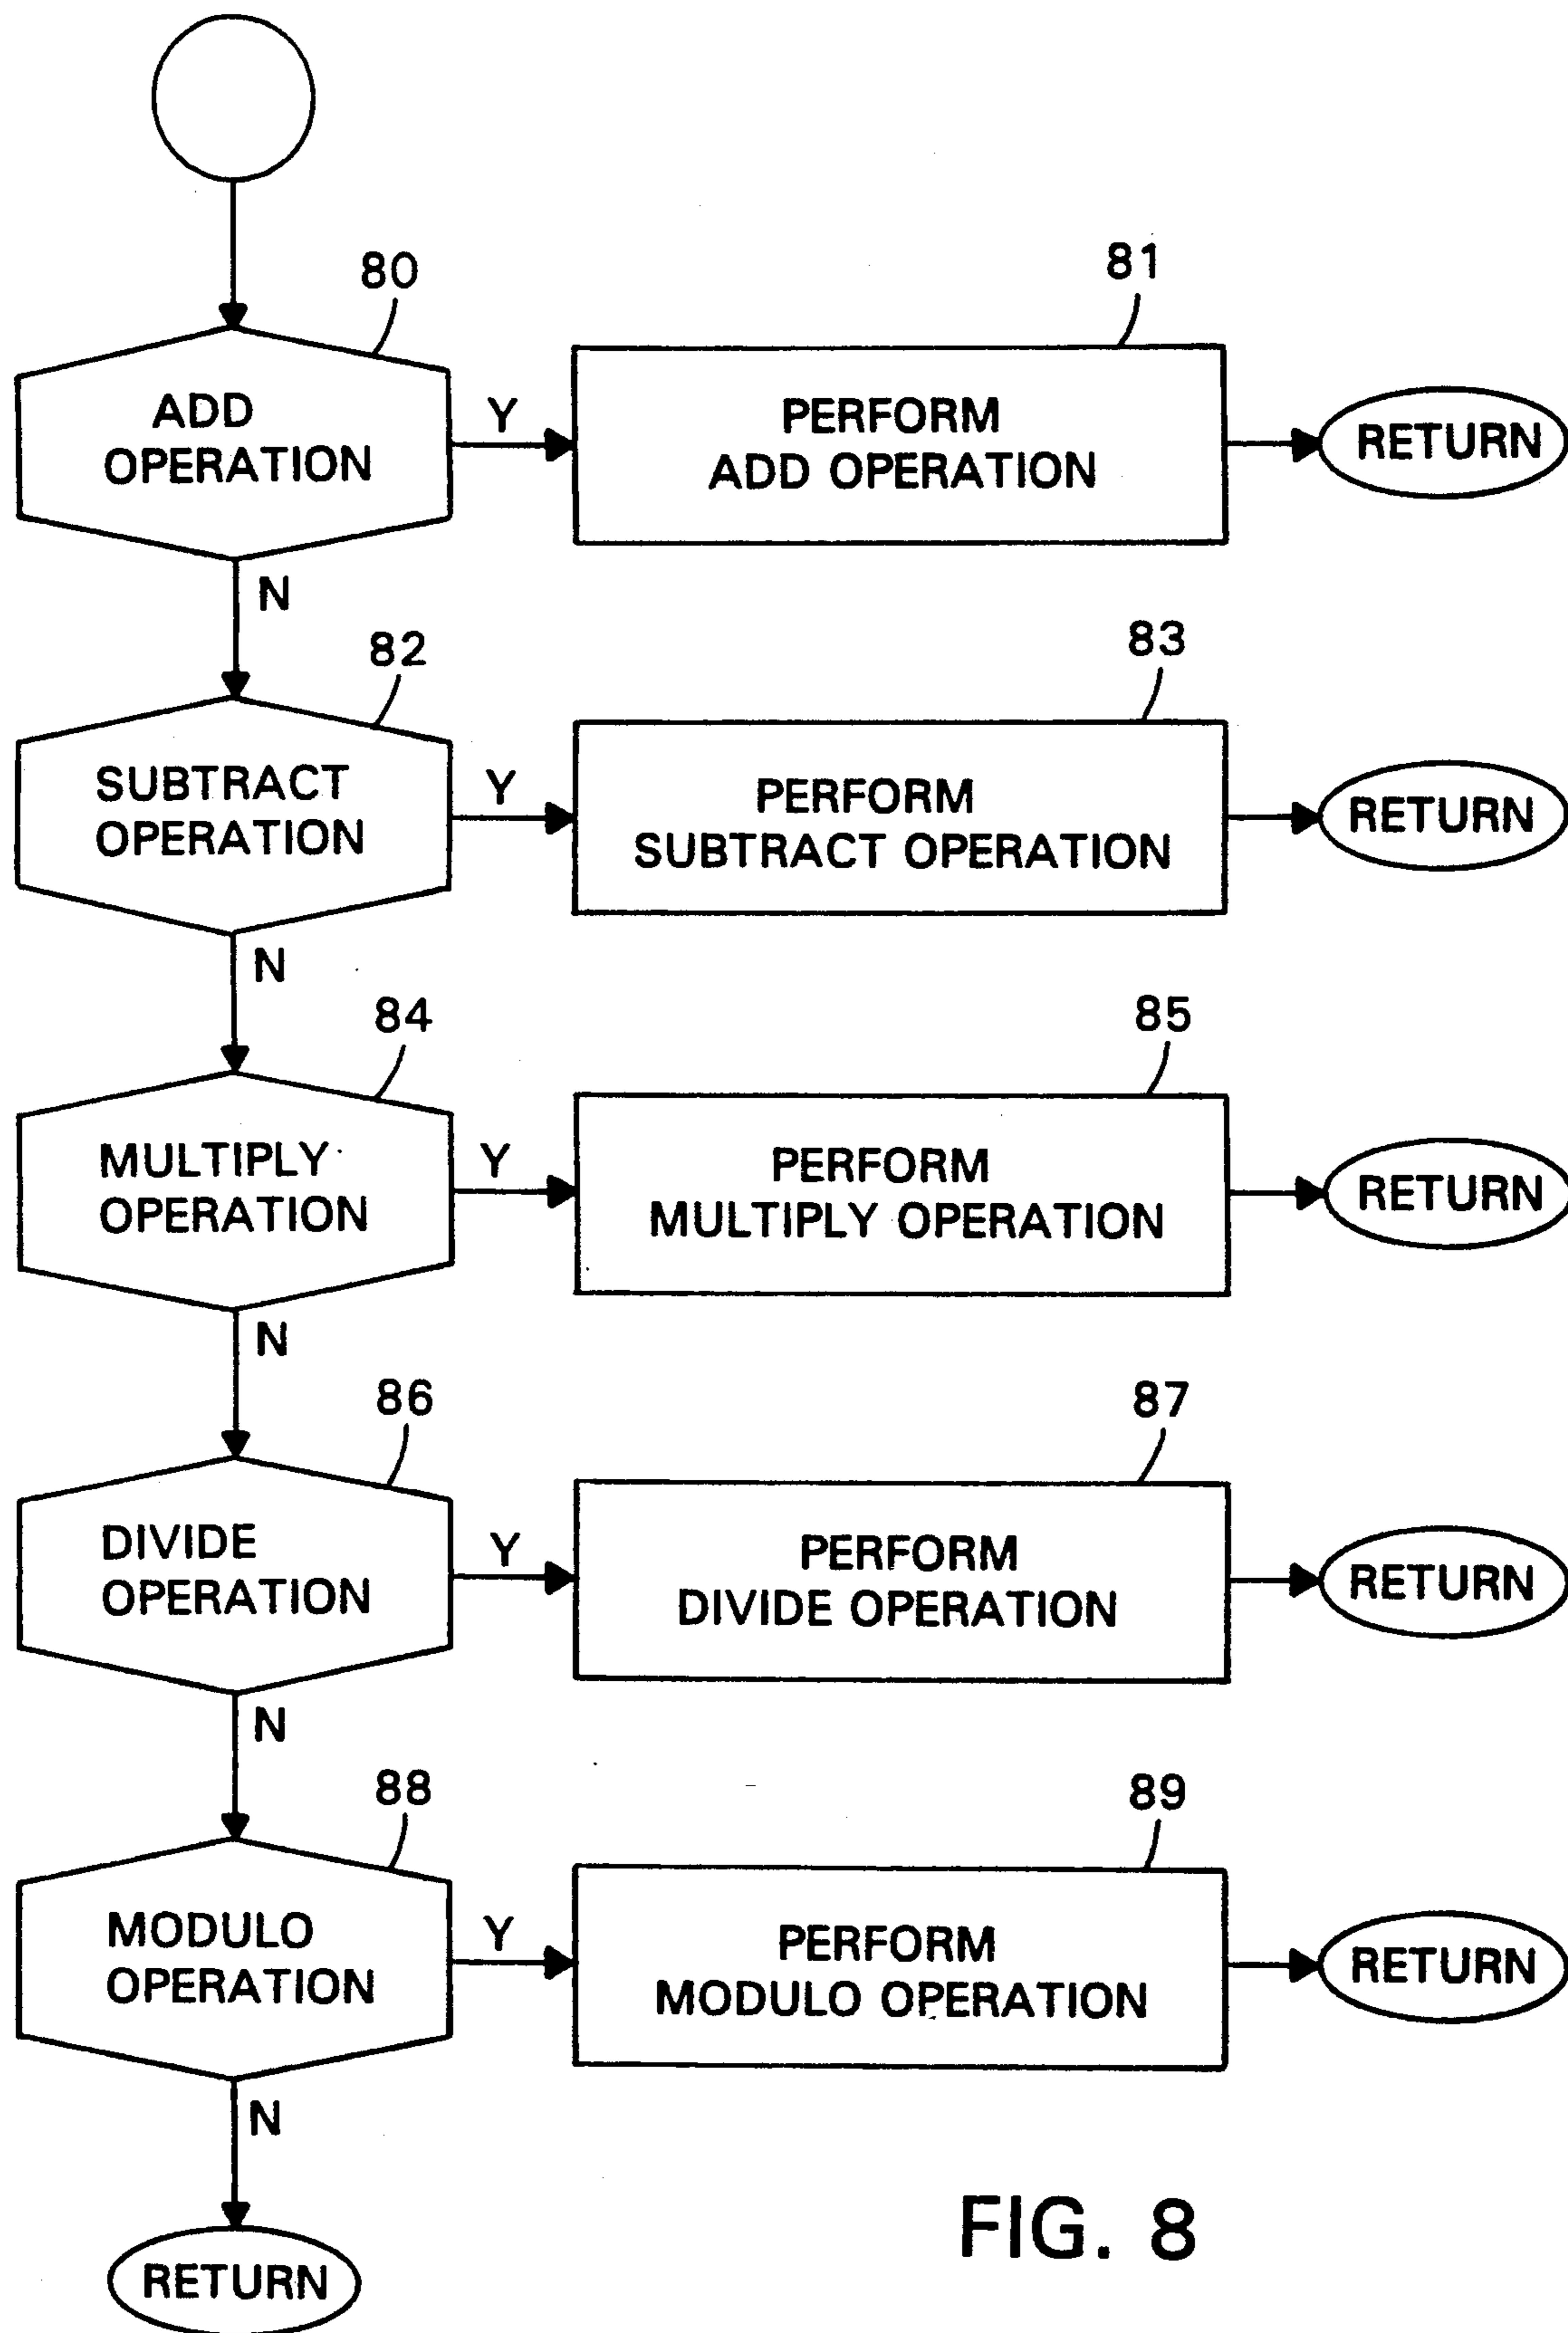 80
81
ADD
OPERATION
Y
PERFORM
ADD OPERATION
RETURN
N
82
83
SUBTRACT
OPERATION
Y
PERFORM
SUBTRACT OPERATION
RETURN
N
84
85
MULTIPLY
OPERATION
Y
PERFORM
MULTIPLY OPERATION
RETURN
N
86
87
DIVIDE
OPERATION
Y
PERFORM
DIVIDE OPERATION
RETURN
N
88
89
MODULO
OPERATION
Y
PERFORM
MODULO OPERATION
RETURN
N
RETURN
FIG. 8